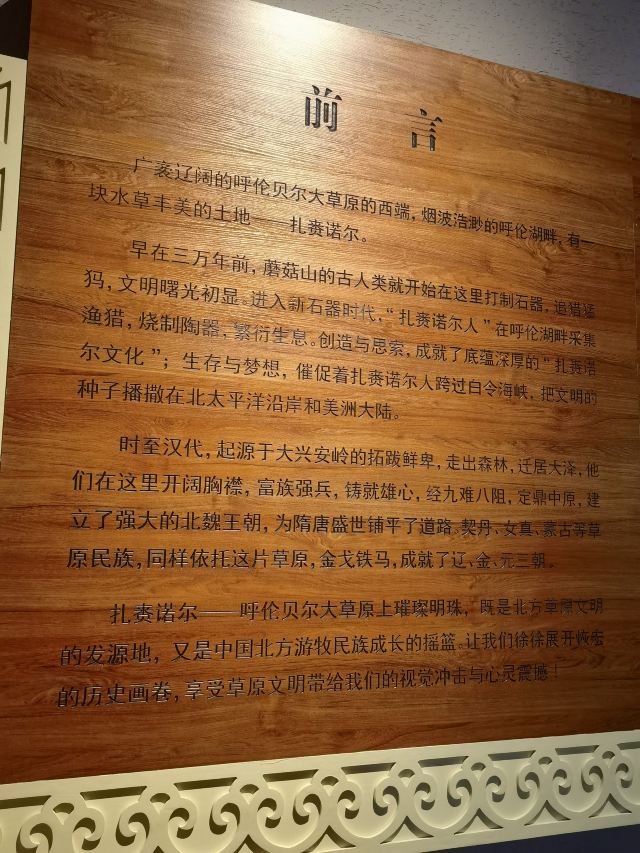 前言
广袤辽阔的呼伦贝尔大草原的西端，烟波浩渺的呼伦湖畔，有一
块水草丰美的土地——扎赉诺尔。
早在三万年前，蘑菇山的古人类就开始在这里打制石器，追猎猛
犸，文明曙光初显。进入新石器时代，“扎赉诺尔人”在呼伦湖畔采集
渔猎，烧制陶器，繁衍生息。创造与思索，成就了底蕴深厚的“扎赉诺
尔文化”；生存与梦想，催促着扎赉诺尔人跨过白令海峡，把文明的
种子播撒在北太平洋沿岸和美洲大陆。
时至汉代，起源于大兴安岭的拓跋鲜卑，走出森林，迁居大泽，他
们在这里开阔胸襟，富族强兵，铸就雄心，经九难八阻，定鼎中原，建
立了强大的北魏王朝，为隋唐盛世铺平了道路。契丹、女真、蒙古等草
原民族，同样依托这片草原，金戈铁马，成就了辽、金、元三朝。
扎赉诺尔——呼伦贝尔大草原上璀璨明珠，既是北方草原文明
的发源地，又是中国北方游牧民族成长的摇篮。让我们徐徐展开恢宏
的历史画卷，享受草原文明带给我们的视觉冲击与心灵震撼！